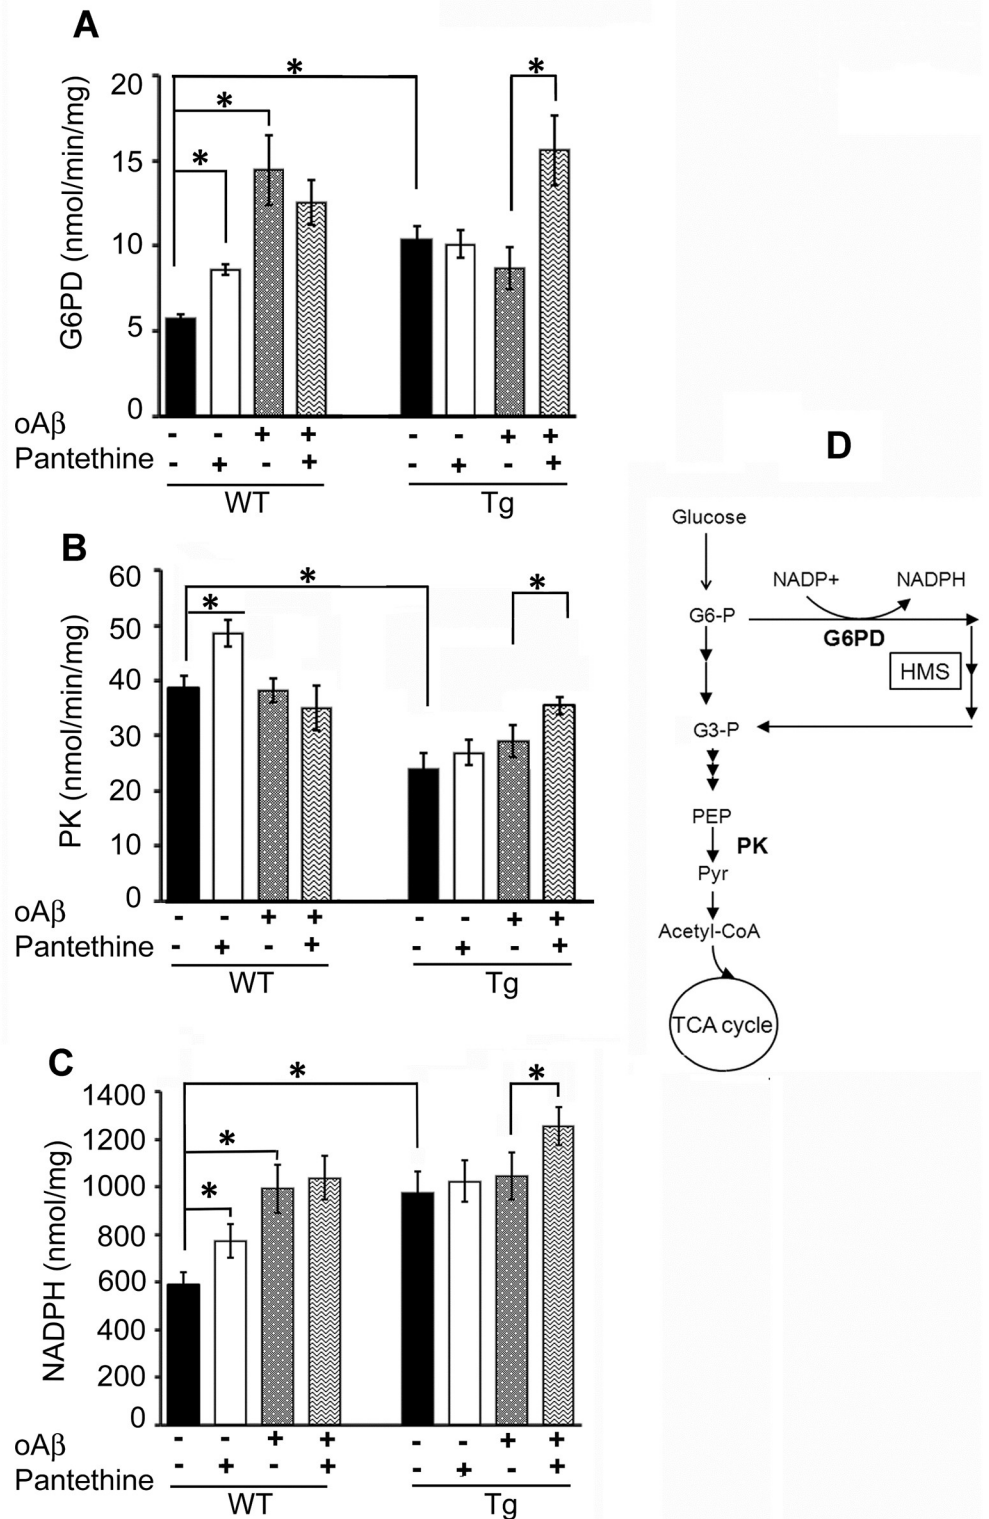 A
G6PD (nmol/min/mg)
20
15
10
5
0
* * * *
oAβ - - + + - - + +
Pantethine - + - + - + - +
WT Tg
B
PK (nmol/min/mg)
60
50
40
30
20
10
0
* * *
oAβ - - + + - - + +
Pantethine - + - + - + - +
WT Tg
C
NADPH (nmol/mg)
1400
1200
1000
800
600
400
200
0
* * * *
oAβ - - + + - - + +
Pantethine - + - + - + - +
WT Tg
D
Glucose
NADP+ NADPH
G6-P
G6PD
HMS
G3-P
PEP
PK
Pyr
Acetyl-CoA
TCA cycle